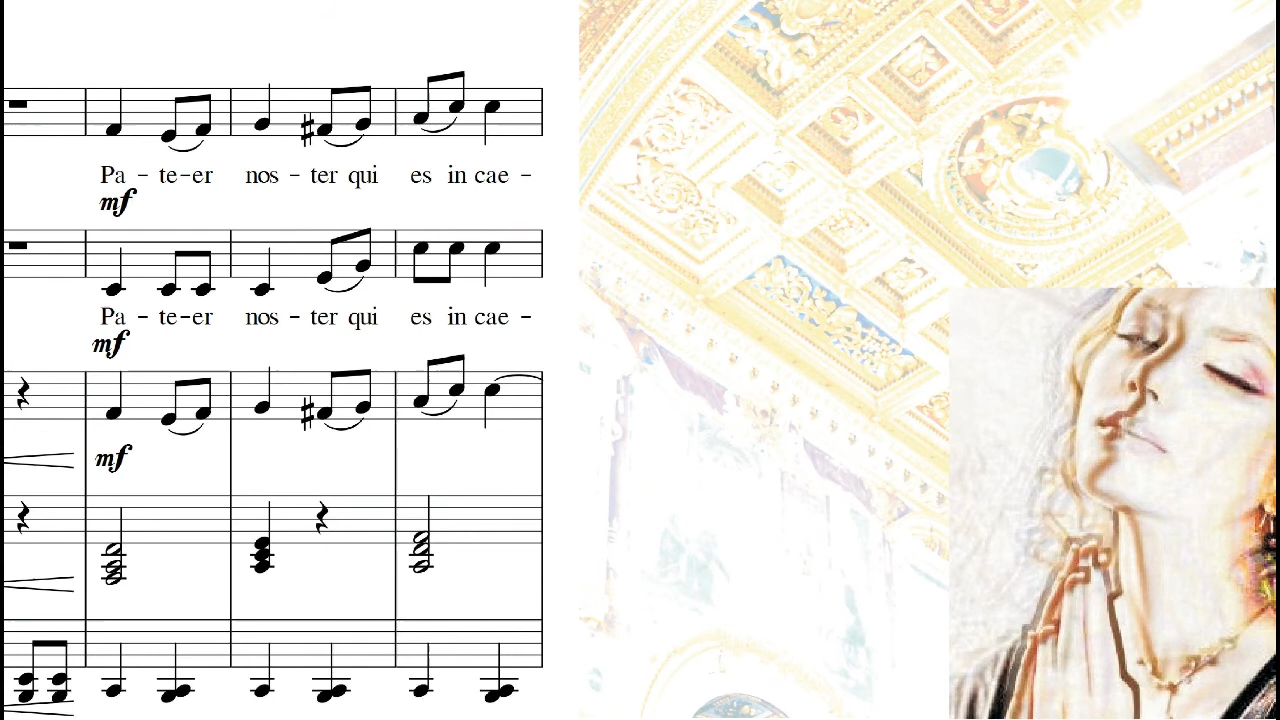 Pa – te–er nos – ter qui es in cae –
mf
Pa – te–er nos – ter qui es in cae –
mf
mf